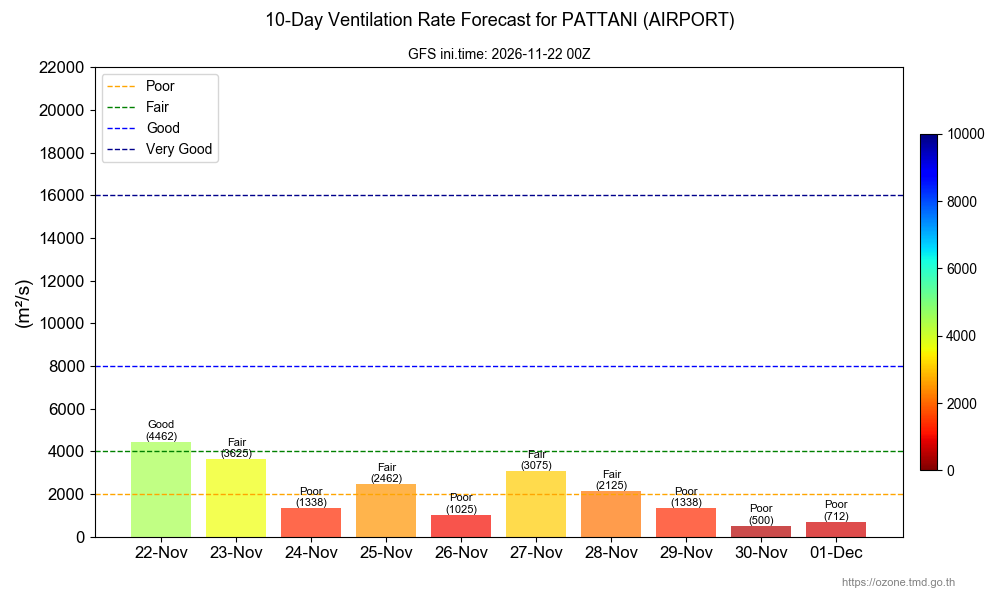 10-Day Ventilation Rate Forecast for PATTANI (AIRPORT)
GFS ini.time: 2026-11-22 00Z
22000
20000
18000
16000
14000
12000
10000
8000
6000
4000
2000
0
(m²/s)
Poor
Fair
Good
Very Good
Good
(4462)
Fair
(3625)
Poor
(1338)
Fair
(2462)
Poor
(1025)
Fair
(3075)
Fair
(2125)
Poor
(1338)
Poor
(500)
Poor
(712)
22-Nov
23-Nov
24-Nov
25-Nov
26-Nov
27-Nov
28-Nov
29-Nov
30-Nov
01-Dec
10000
8000
6000
4000
2000
0
https://ozone.tmd.go.th